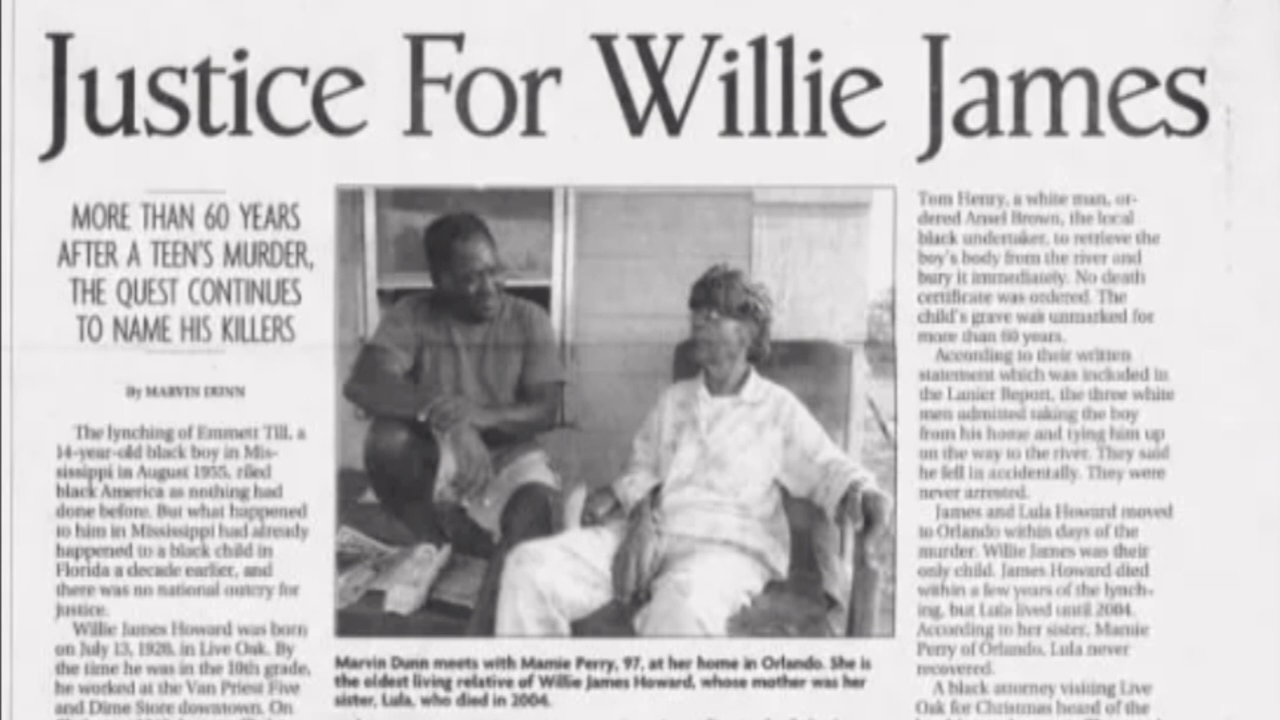 Justice For Willie James
MORE THAN 60 YEARS
AFTER A TEEN'S MURDER,
THE QUEST CONTINUES
TO NAME HIS KILLERS
By MARVIN DUNN
The lynching of Emmett Till, a
14-year-old black boy in Mis-
sissippi in August 1955, riled
black America as nothing had
done before. But what happened
to him in Mississippi had already
happened to a black child in
Florida a decade earlier, and
there was no national outcry for
justice.
Willie James Howard was born
on July 13, 1928, in Live Oak. By
the time he was in the 10th grade,
he worked at the Van Priest Five
and Dime Store downtown. On
Marvin Dunn meets with Mamie Perry, 97, at her home in Orlando. She is
the oldest living relative of Willie James Howard, whose mother was her
sister, Lula, who died in 2004.
Tom Henry, a white man, or-
dered Ansel Brown, the local
black undertaker, to retrieve the
boy's body from the river and
bury it immediately. No death
certificate was ordered. The
child's grave was unmarked for
more than 60 years.
According to their written
statement which was included in
the Lanier Report, the three white
men admitted taking the boy
from his home and tying him up
on the way to the river. They said
he fell in accidentally. They were
never arrested.
James and Lula Howard moved
to Orlando within days of the
murder. Willie James was their
only child. James Howard died
within a few years of the lynch-
ing, but Lula lived until 2004.
According to her sister, Mamie
Perry of Orlando, Lula never
recovered.
A black attorney visiting Live
Oak for Christmas heard of the